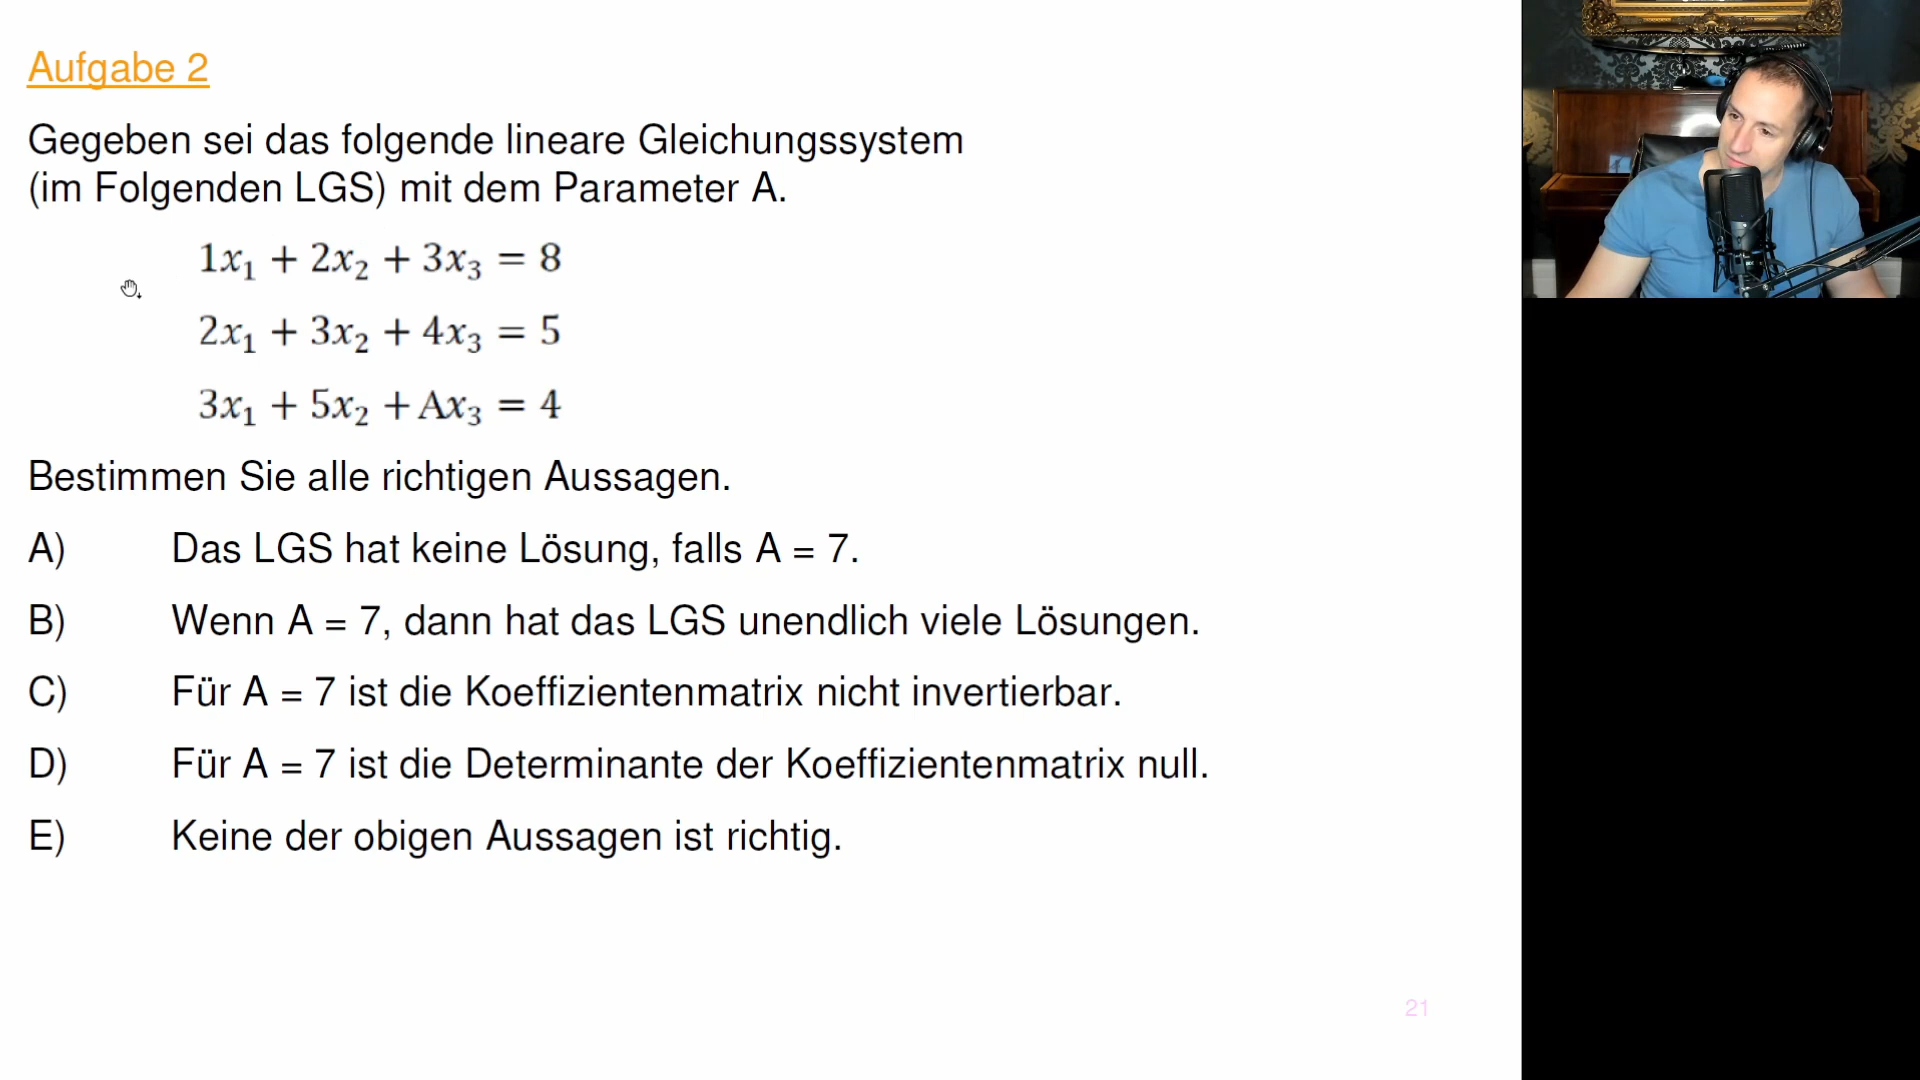 Aufgabe 2
Gegeben sei das folgende lineare Gleichungssystem
(im Folgenden LGS) mit dem Parameter A.
1x₁ + 2x₂ + 3x₃ = 8
2x₁ + 3x₂ + 4x₃ = 5
3x₁ + 5x₂ + Ax₃ = 4
Bestimmen Sie alle richtigen Aussagen.
A) Das LGS hat keine Lösung, falls A = 7.
B) Wenn A = 7, dann hat das LGS unendlich viele Lösungen.
C) Für A = 7 ist die Koeffizientenmatrix nicht invertierbar.
D) Für A = 7 ist die Determinante der Koeffizientenmatrix null.
E) Keine der obigen Aussagen ist richtig.
21